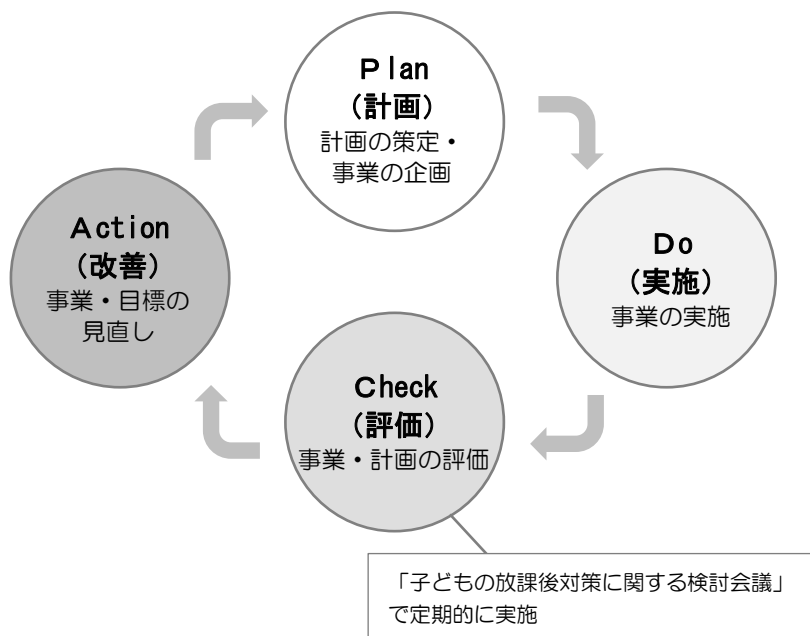 Plan
（計画）
計画の策定・
事業の企画
Do
（実施）
事業の実施
Check
（評価）
事業・計画の評価
「子どもの放課後対策に関する検討会議」
で定期的に実施
Action
（改善）
事業・目標の
見直し